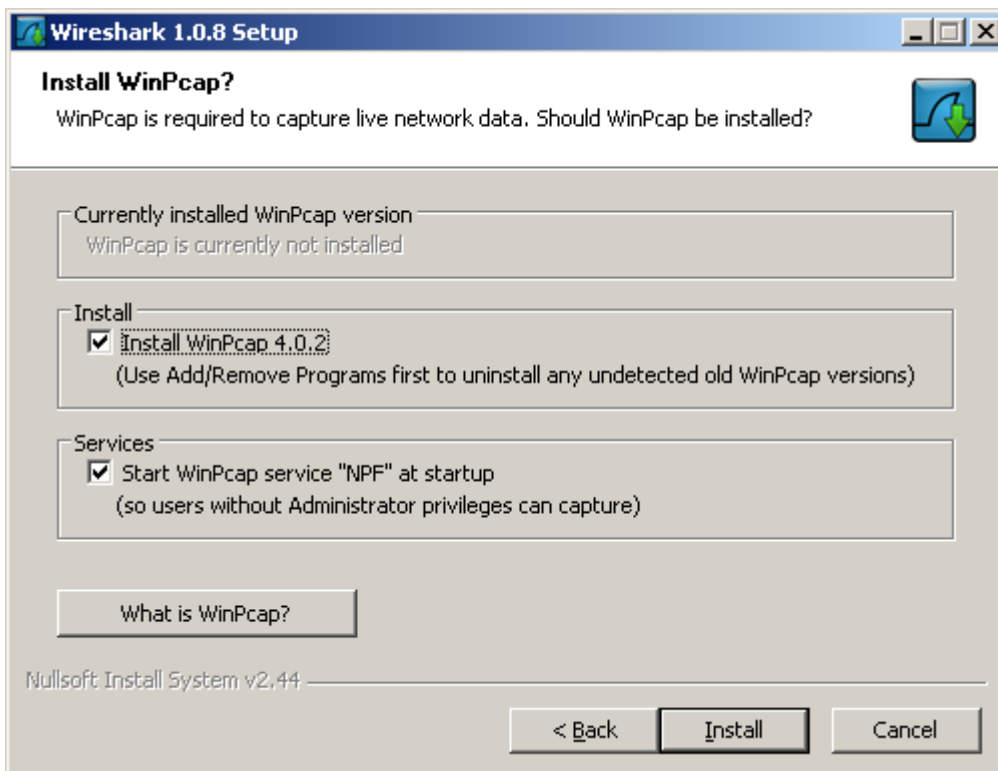 Wireshark 1.0.8 Setup
Install WinPcap?
WinPcap is required to capture live network data. Should WinPcap be installed?
Currently installed WinPcap version
WinPcap is currently not installed
Install
Install WinPcap 4.0.2
(Use Add/Remove Programs first to uninstall any undetected old WinPcap versions)
Services
Start WinPcap service "NPF" at startup
(so users without Administrator privileges can capture)
What is WinPcap?
Nullsoft Install System v2.44
< Back Install Cancel